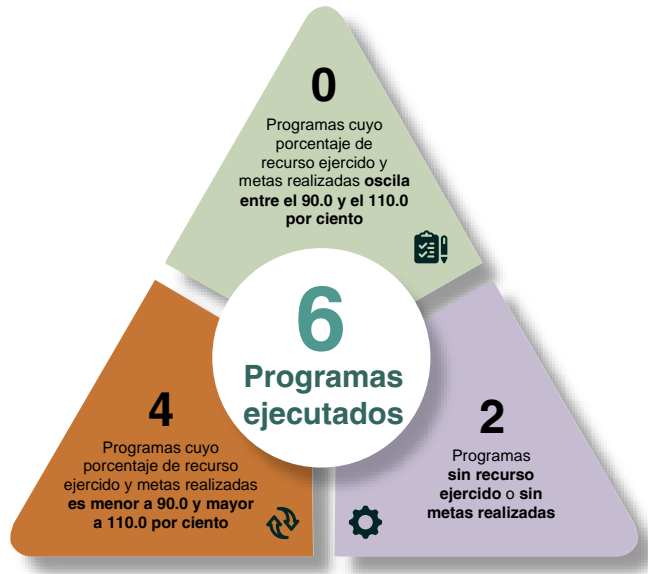 0
Programas cuyo
porcentaje de
recurso ejercido y
metas realizadas oscila
entre el 90.0 y el 110.0
por ciento
6
Programas
ejecutados
4
Programas cuyo
porcentaje de recurso
ejercido y metas realizadas
es menor a 90.0 y mayor
a 110.0 por ciento
2
Programas
sin recurso
ejercido o sin
metas realizadas